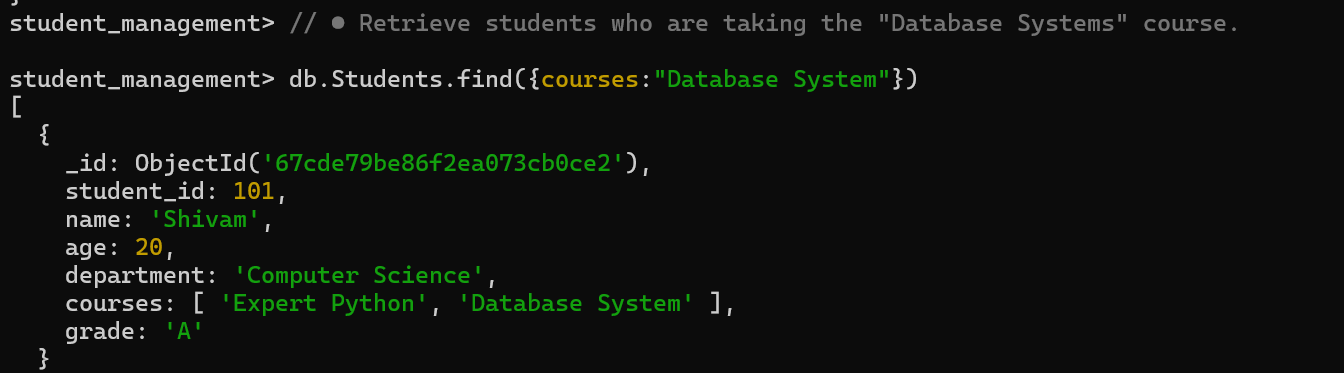 student_management> // ● Retrieve students who are taking the "Database Systems" course.
student_management> db.Students.find({courses:"Database System"})
[
  {
    _id: ObjectId('67cde79be86f2ea073cb0ce2'),
    student_id: 101,
    name: 'Shivam',
    age: 20,
    department: 'Computer Science',
    courses: [ 'Expert Python', 'Database System' ],
    grade: 'A'
  }